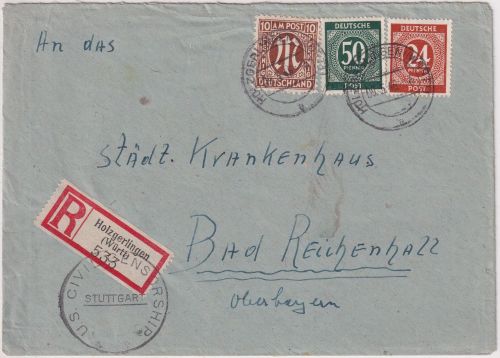 An das
10 AM POST 10
M
DEUTSCHLAND
DEUTSCHE
50
PFENNIG
POST
DEUTSCHE
24
PFENNIG
POST
Städt. Krankenhaus
R
Holzgerlingen
(Württ)
533
Bad Reichenhall
Oberbayern
U.S. CIVIL CENSORSHIP
STUTTGART